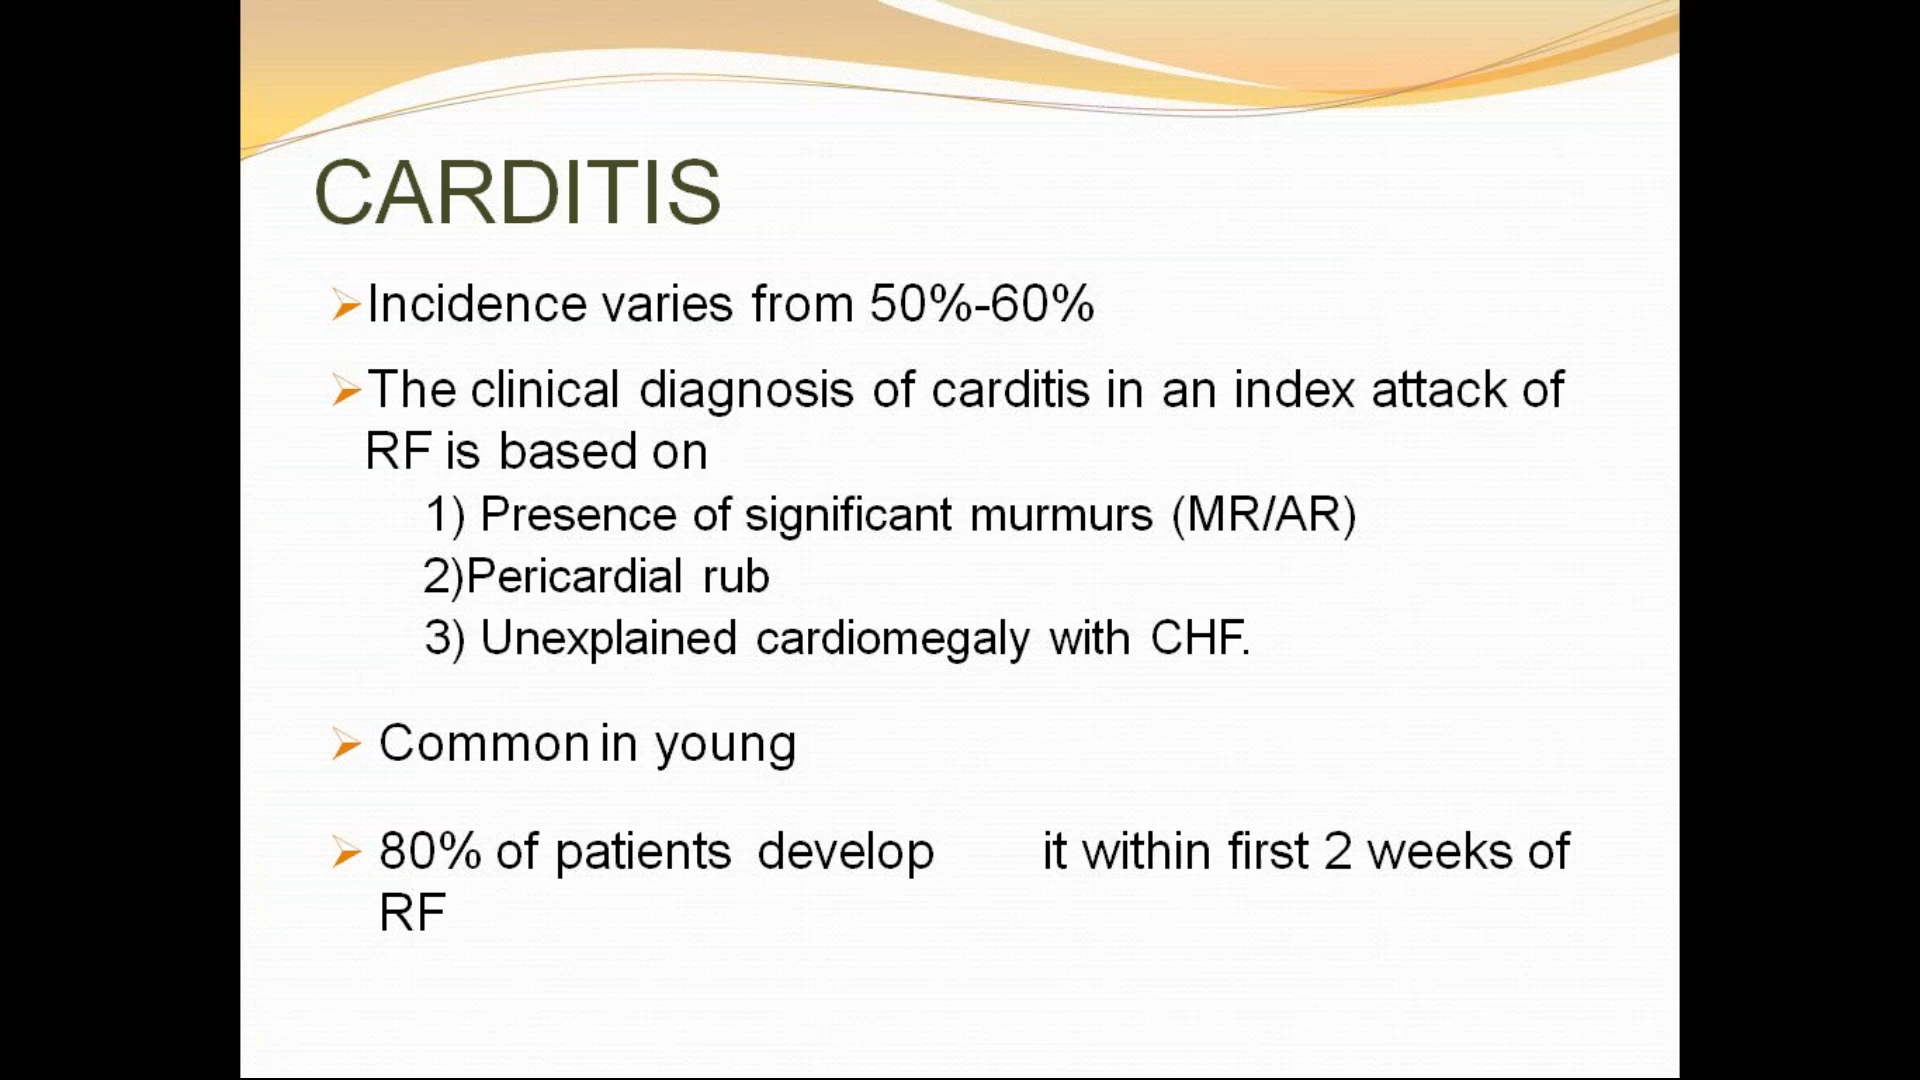 CARDITIS
Incidence varies from 50%-60%
The clinical diagnosis of carditis in an index attack of
RF is based on
1) Presence of significant murmurs (MR/AR)
2)Pericardial rub
3) Unexplained cardiomegaly with CHF.
Common in young
80% of patients develop it within first 2 weeks of
RF